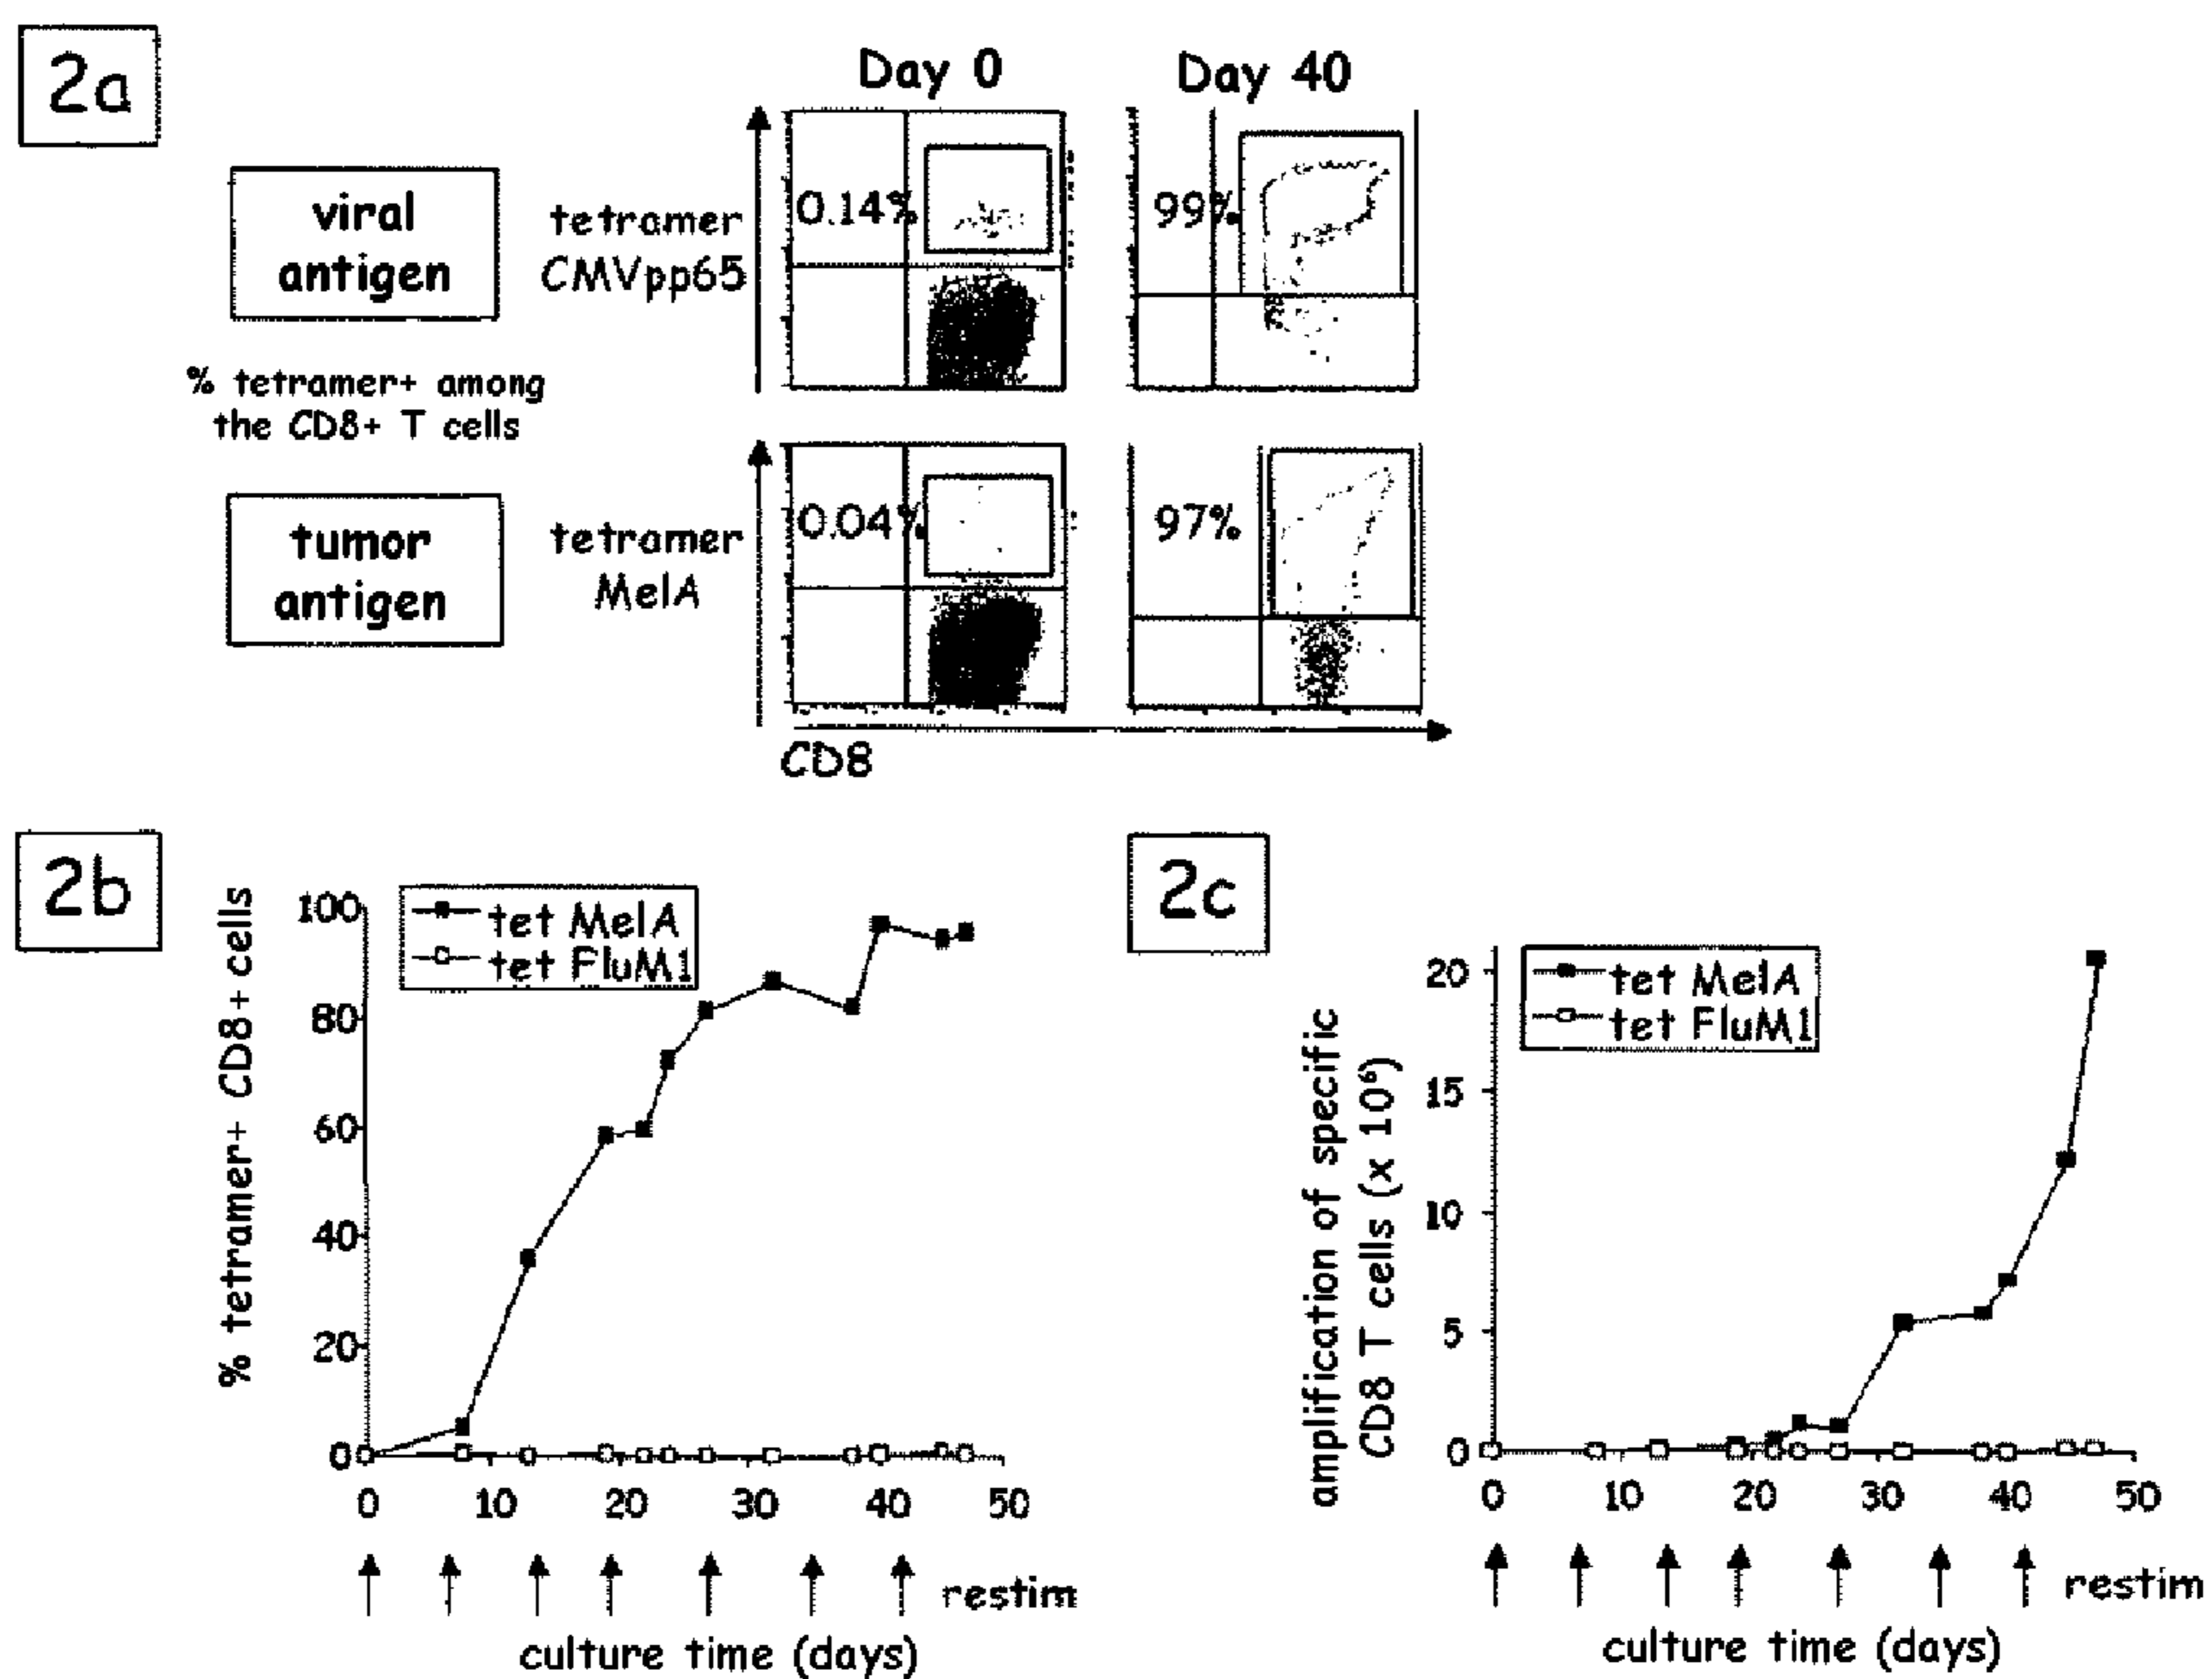 2a
Day 0
Day 40
viral
antigen
tetramer
CMVpp65
0.14%
99%
% tetramer+ among
the CD8+ T cells
tumor
antigen
tetramer
MelA
0.04%
97%
CD8
2b
% tetramer+ CD8+ cells
tet MelA
tet FluM1
100
80
60
40
20
0
0 10 20 30 40 50
restim
culture time (days)
2c
amplification of specific
CD8 T cells (x 10⁶)
tet MelA
tet FluM1
20
15
10
5
0
0 10 20 30 40 50
restim
culture time (days)